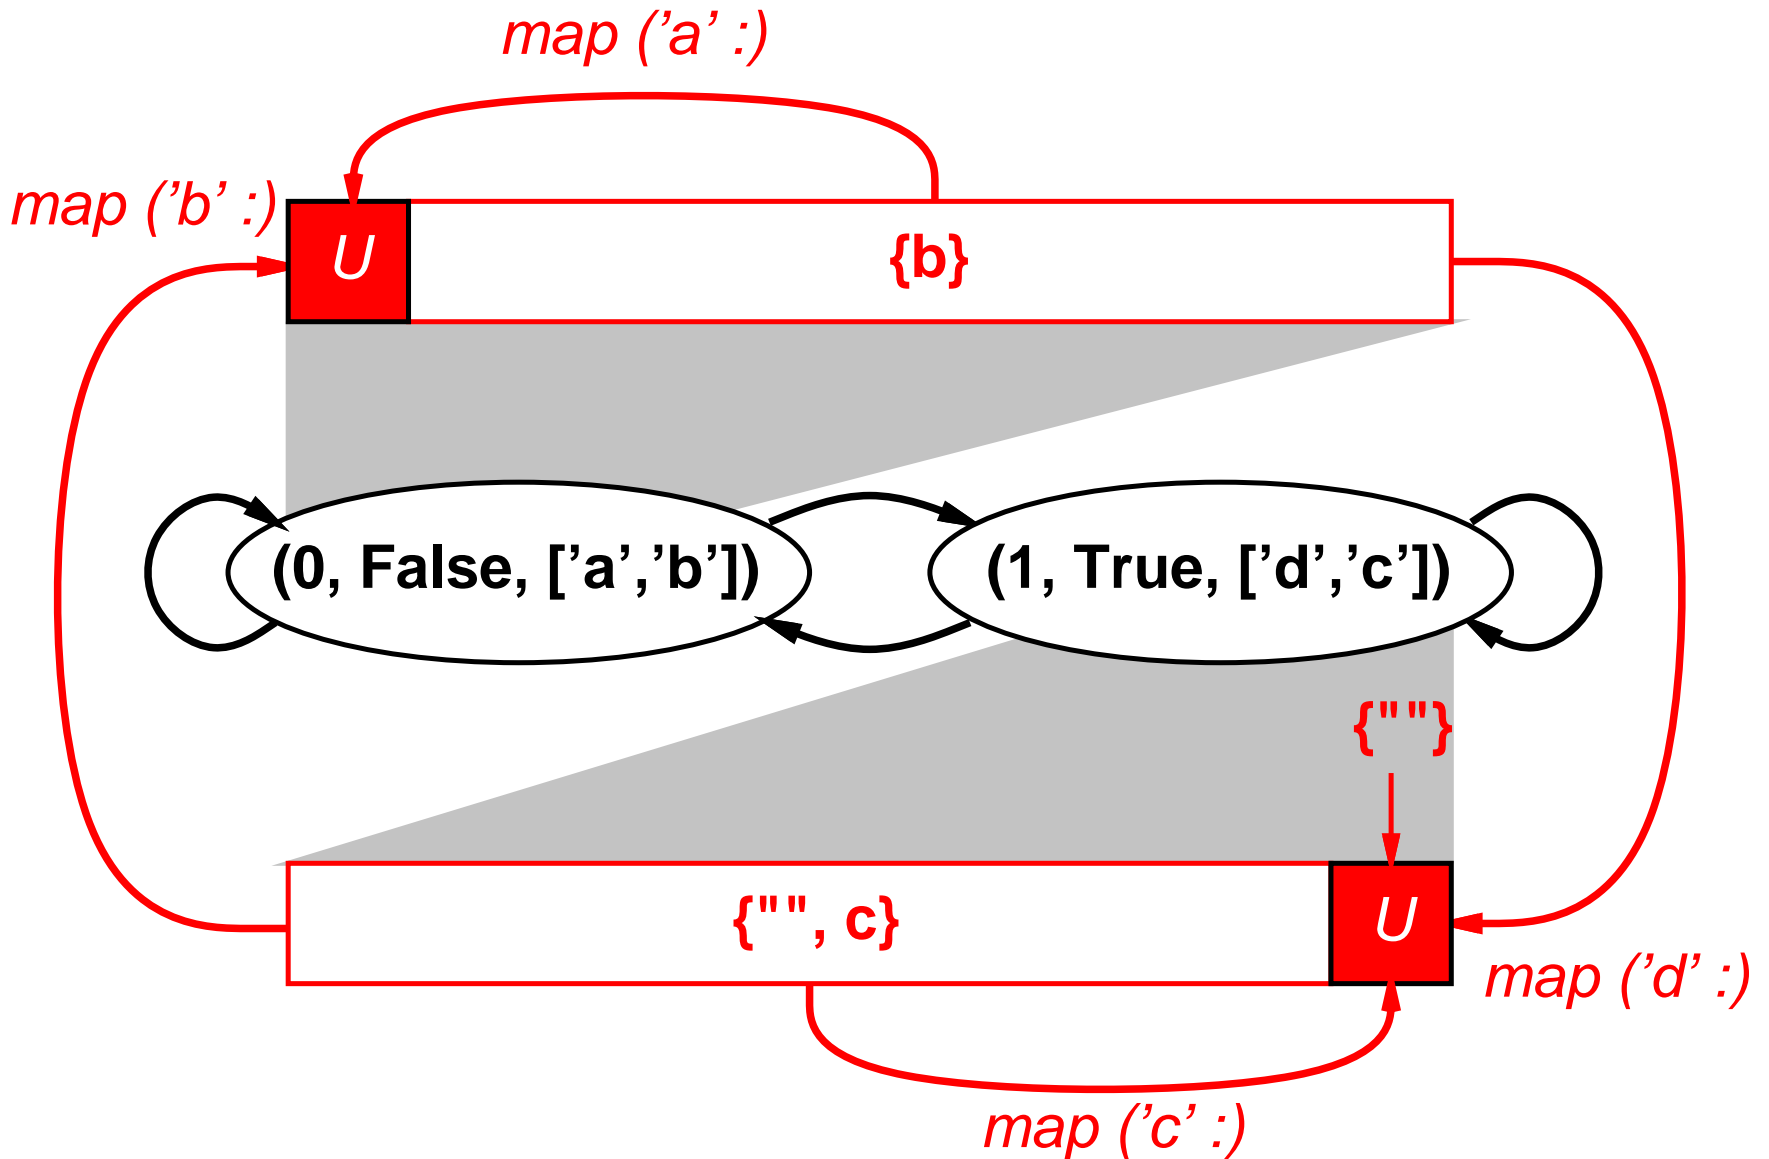 map (’a’ :)
map (’b’ :)
U
{b}
(0, False, [’a’,’b’])
(1, True, [’d’,’c’])
{""}
{"", c}
U
map (’d’ :)
map (’c’ :)